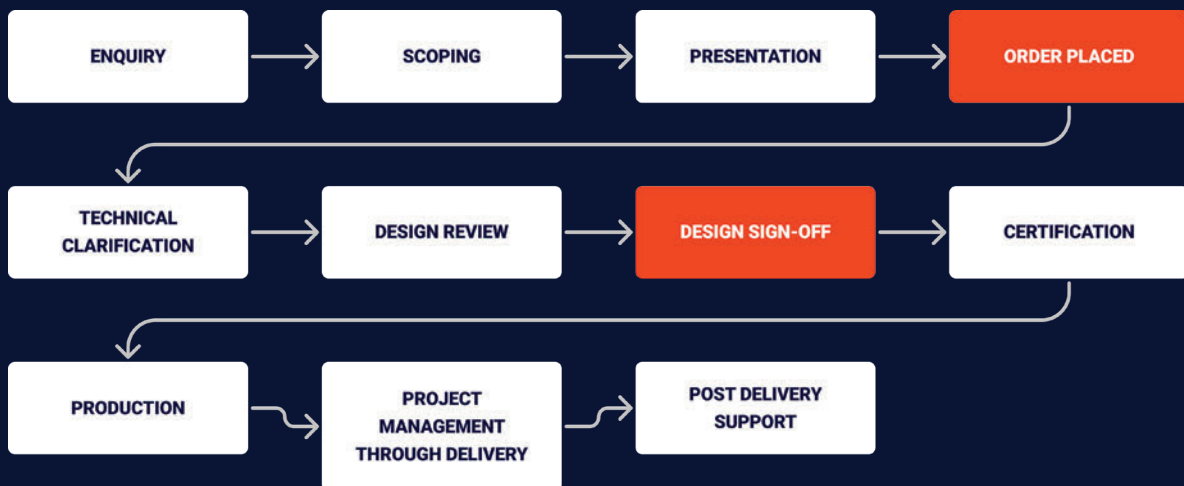 ENQUIRY
SCOPING
PRESENTATION
ORDER PLACED
TECHNICAL
CLARIFICATION
DESIGN REVIEW
DESIGN SIGN-OFF
CERTIFICATION
PRODUCTION
PROJECT
MANAGEMENT
THROUGH DELIVERY
POST DELIVERY
SUPPORT